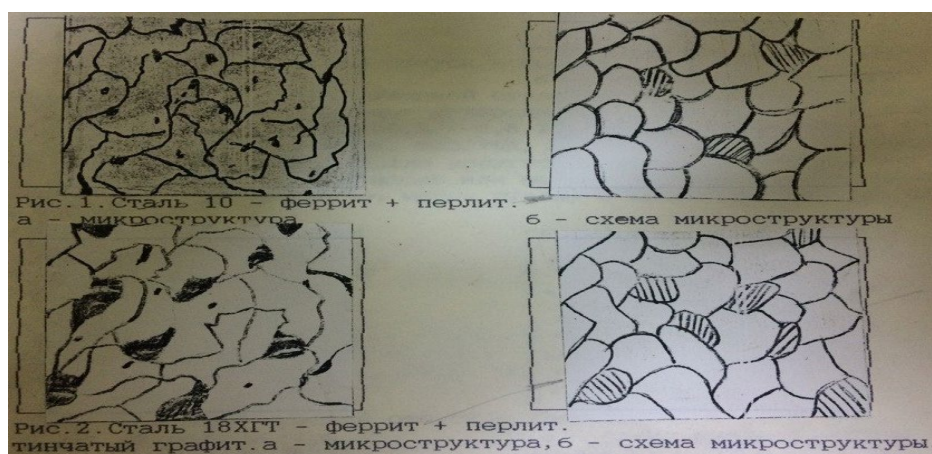 Рис.1.Сталь 10 - феррит + перлит.
а - микроструктура
б - схема микроструктуры
Рис.2.Сталь 18ХГТ - феррит + перлит.
тинчатый графит.а - микроструктура,б - схема микроструктуры